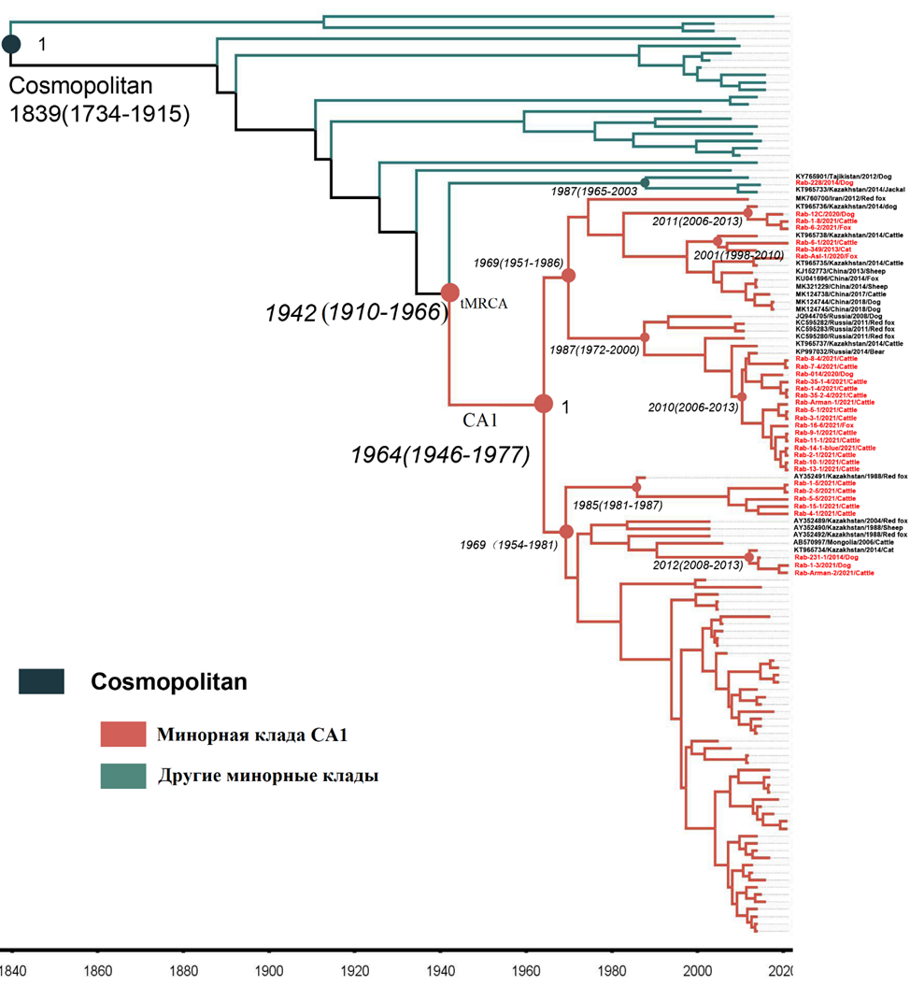 1
Cosmopolitan
1839(1734-1915)
KY765901/Tajikistan/2012/Dog
Rab-228/2014/Dog
KT965733/Kazakhstan/2014/Jackal
1987(1965-2003
MK760700/Iran/2012/Red fox
KT965736/Kazakhstan/2014/dog
Rab-12C/2020/Dog
Rab-1-8/2021/Cattle
Rab-6-2/2021/Fox
2011(2006-2013)
KT965738/Kazakhstan/2014/Cattle
Rab-6-1/2021/Cattle
Rab-349/2013/Cat
Rab-Asl-1/2020/Fox
2001(1998-2010)
KT965735/Kazakhstan/2014/Cattle
KJ152773/China/2013/Sheep
KU041696/China/2014/Fox
MK321229/China/2014/Sheep
MK124738/China/2017/Cattle
MK124744/China/2018/Dog
MK124745/China/2018/Dog
1969(1951-1986)
1942 (1910-1966)
tMRCA
JQ944705/Russia/2008/Dog
KC595282/Russia/2011/Red fox
KC595283/Russia/2011/Red fox
KC595280/Russia/2011/Red fox
KT965737/Kazakhstan/2014/Cattle
KP997032/Russia/2014/Bear
1987(1972-2000)
Rab-8-4/2021/Cattle
Rab-7-4/2021/Cattle
Rab-014/2020/Dog
Rab-35-1-4/2021/Cattle
Rab-1-4/2021/Cattle
Rab-35-2-4/2021/Cattle
Rab-Arman-1/2021/Cattle
Rab-5-1/2021/Cattle
Rab-3-1/2021/Cattle
Rab-16-6/2021/Fox
Rab-9-1/2021/Cattle
Rab-11-1/2021/Cattle
Rab-14-1-blue/2021/Cattle
Rab-2-1/2021/Cattle
Rab-10-1/2021/Cattle
Rab-13-1/2021/Cattle
2010(2006-2013)
CA1
1
1964(1946-1977)
AY352491/Kazakhstan/1988/Red fox
Rab-1-5/2021/Cattle
Rab-2-5/2021/Cattle
Rab-5-5/2021/Cattle
Rab-15-1/2021/Cattle
Rab-4-1/2021/Cattle
1985(1981-1987)
AY352489/Kazakhstan/2004/Red fox
AY352490/Kazakhstan/1988/Sheep
AY352492/Kazakhstan/1988/Red fox
AB570997/Mongolia/2006/Cattle
KT965734/Kazakhstan/2014/Cat
Rab-231-1/2014/Dog
Rab-1-3/2021/Dog
Rab-Arman-2/2021/Cattle
1969 (1954-1981)
2012(2008-2013)
Cosmopolitan
Минорная клада CA1
Другие минорные клады
1840 1860 1880 1900 1920 1940 1960 1980 2000 2020